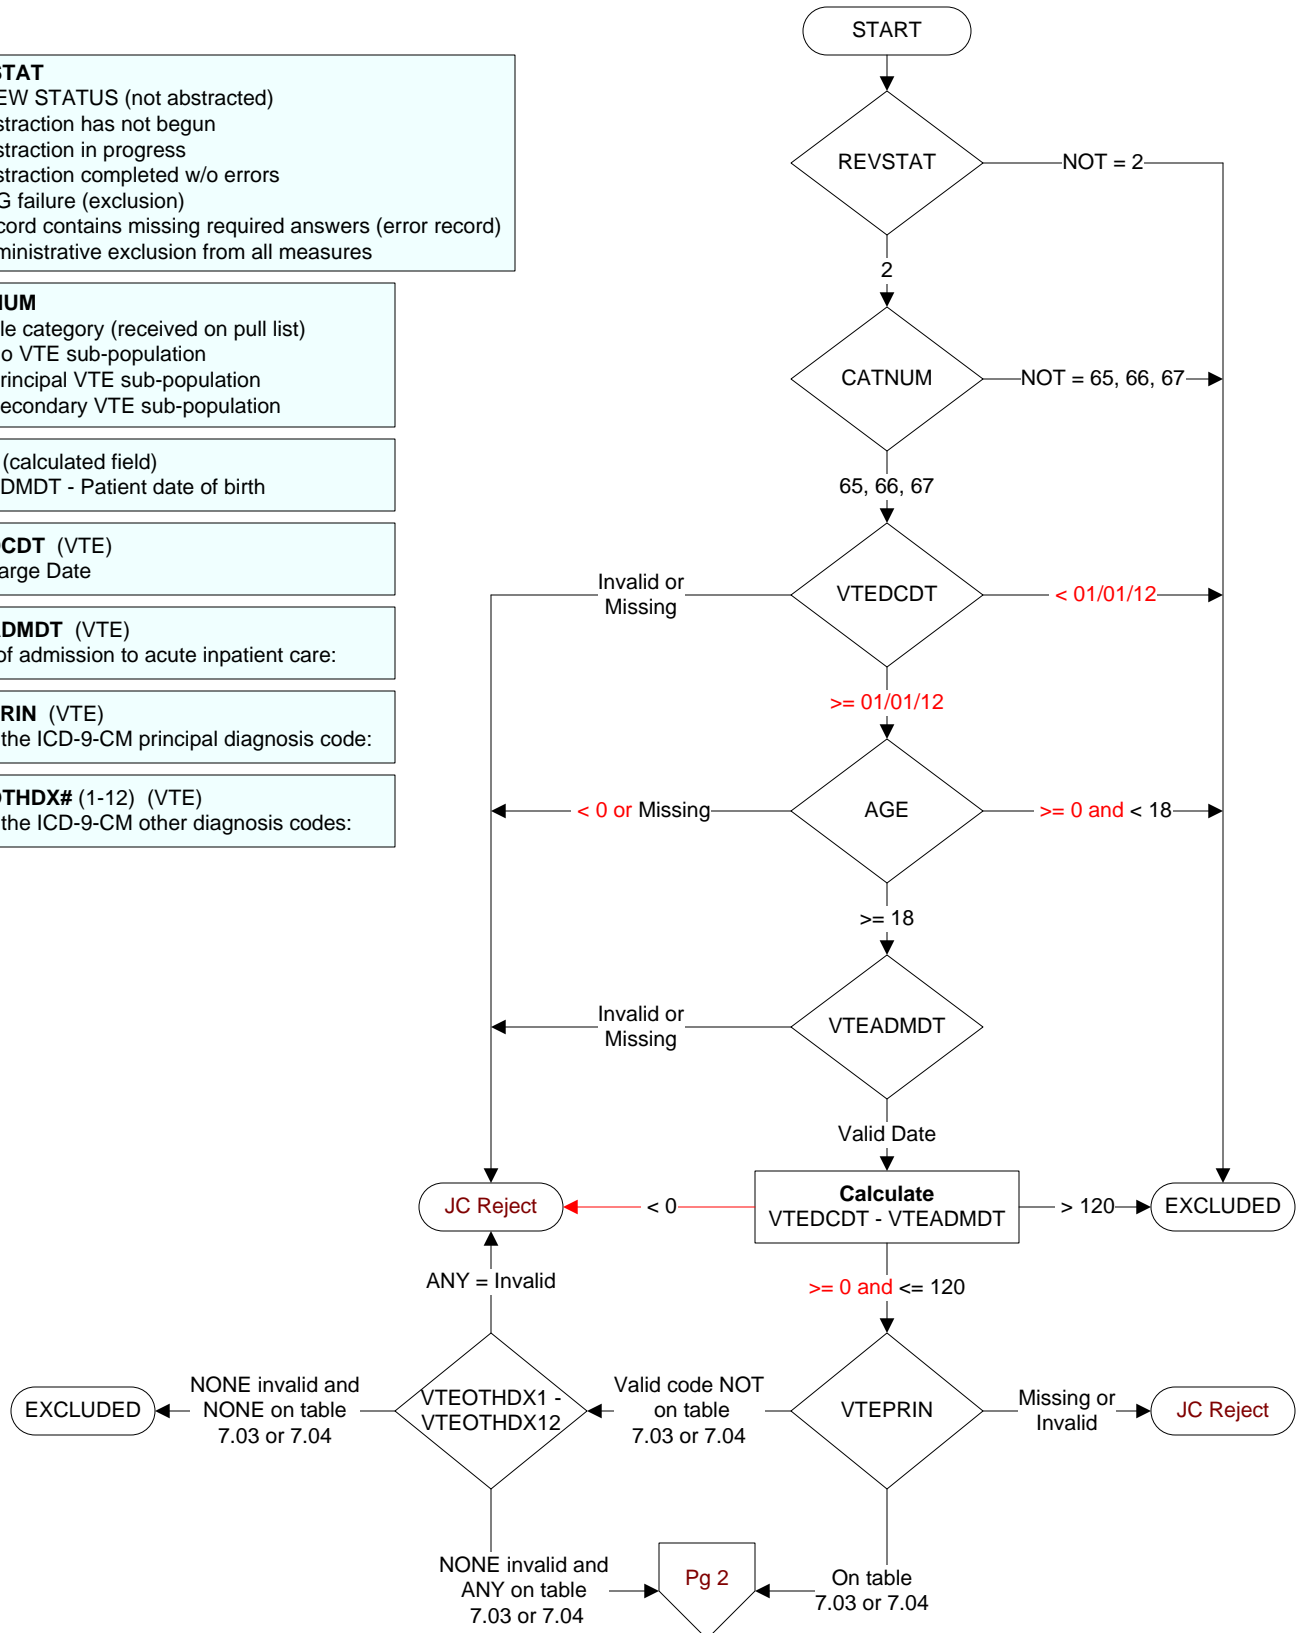 START
STAT
EW STATUS (not abstracted)
straction has not begun
straction in progress
straction completed w/o errors
G failure (exclusion)
cord contains missing required answers (error record)
ministrative exclusion from all measures
REVSTAT
NOT = 2
2
NUM
le category (received on pull list)
o VTE sub-population
rincipal VTE sub-population
econdary VTE sub-population
CATNUM
NOT = 65, 66, 67
65, 66, 67
(calculated field)
DMDT - Patient date of birth
CDT (VTE)
arge Date
Invalid or
Missing
VTEDCDT
< 01/01/12
>= 01/01/12
DMDT (VTE)
of admission to acute inpatient care:
RIN (VTE)
the ICD-9-CM principal diagnosis code:
OTHDX# (1-12) (VTE)
the ICD-9-CM other diagnosis codes:
< 0 or Missing
AGE
>= 0 and < 18
>= 18
Invalid or
Missing
VTEADMDT
Valid Date
JC Reject
< 0
Calculate
VTEDCDT - VTEADMDT
> 120
EXCLUDED
ANY = Invalid
>= 0 and <= 120
EXCLUDED
NONE invalid and
NONE on table
7.03 or 7.04
VTEOTHDX1 -
VTEOTHDX12
Valid code NOT
on table
7.03 or 7.04
VTEPRIN
Missing or
Invalid
JC Reject
NONE invalid and
ANY on table
7.03 or 7.04
Pg 2
On table
7.03 or 7.04